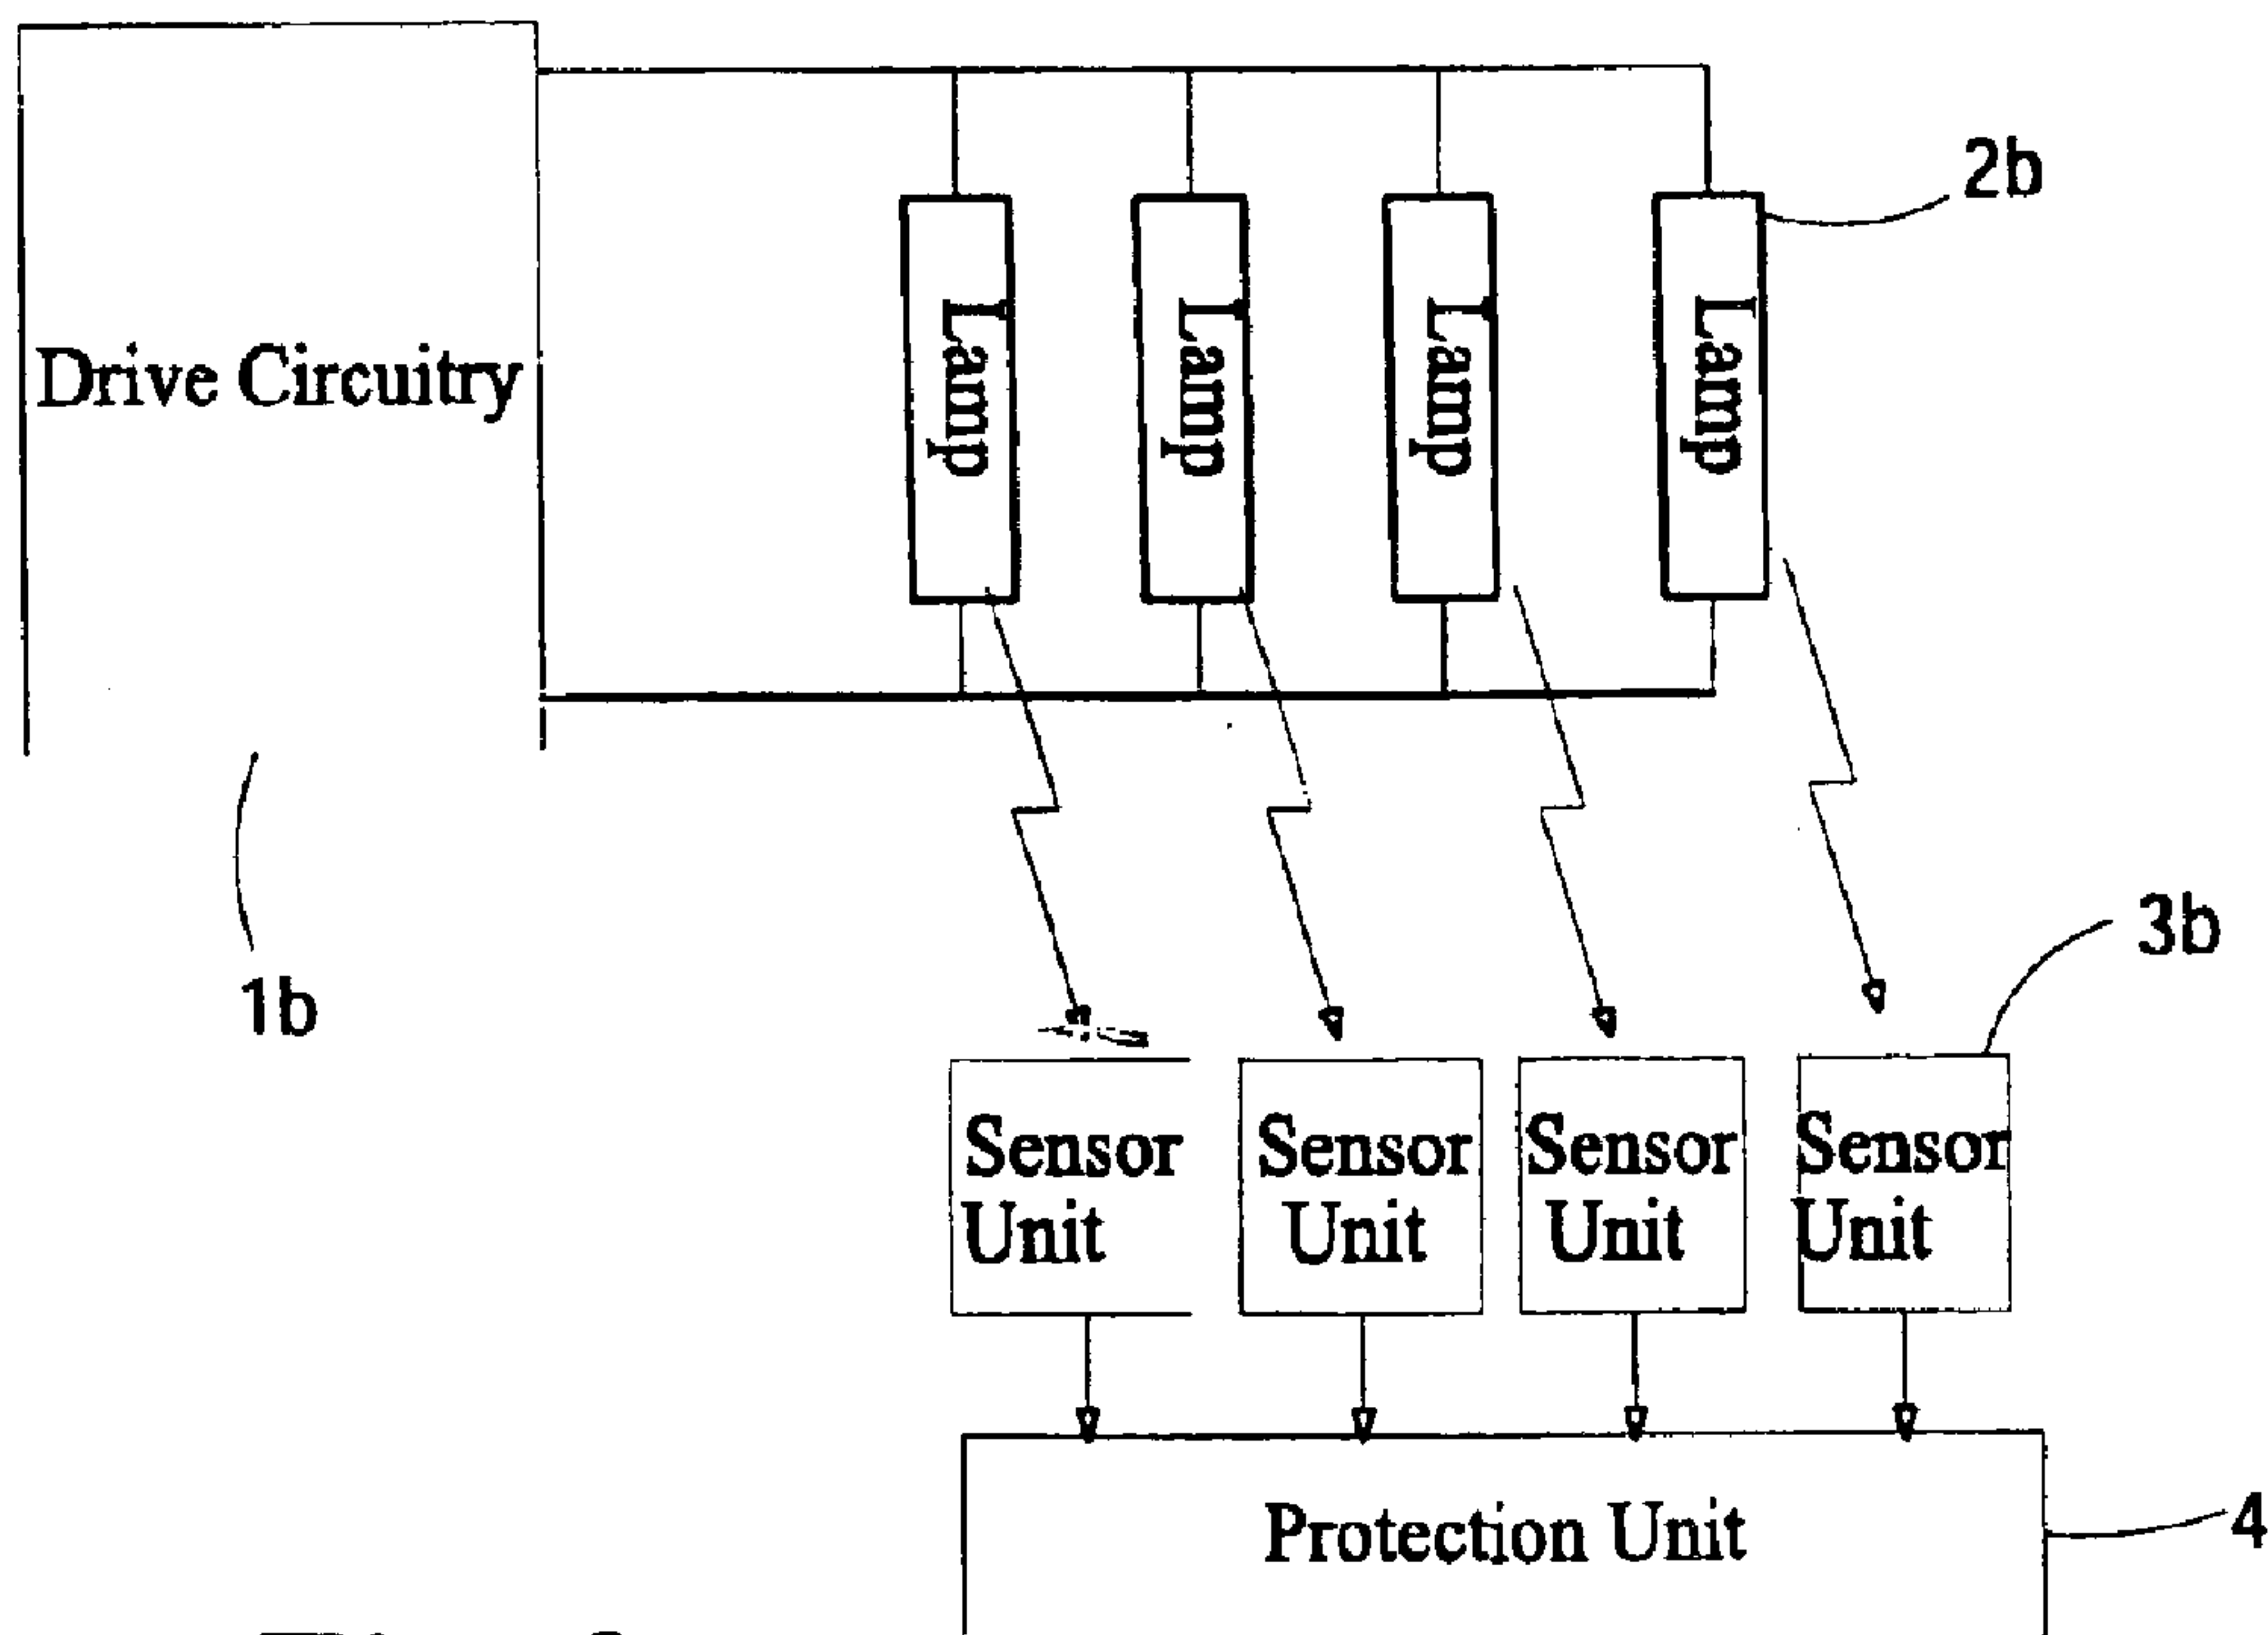 2b
Drive Circuitry
Lamp
Lamp
Lamp
Lamp
3b
1b
Sensor
Unit
Sensor
Unit
Sensor
Unit
Sensor
Unit
Protection Unit
4